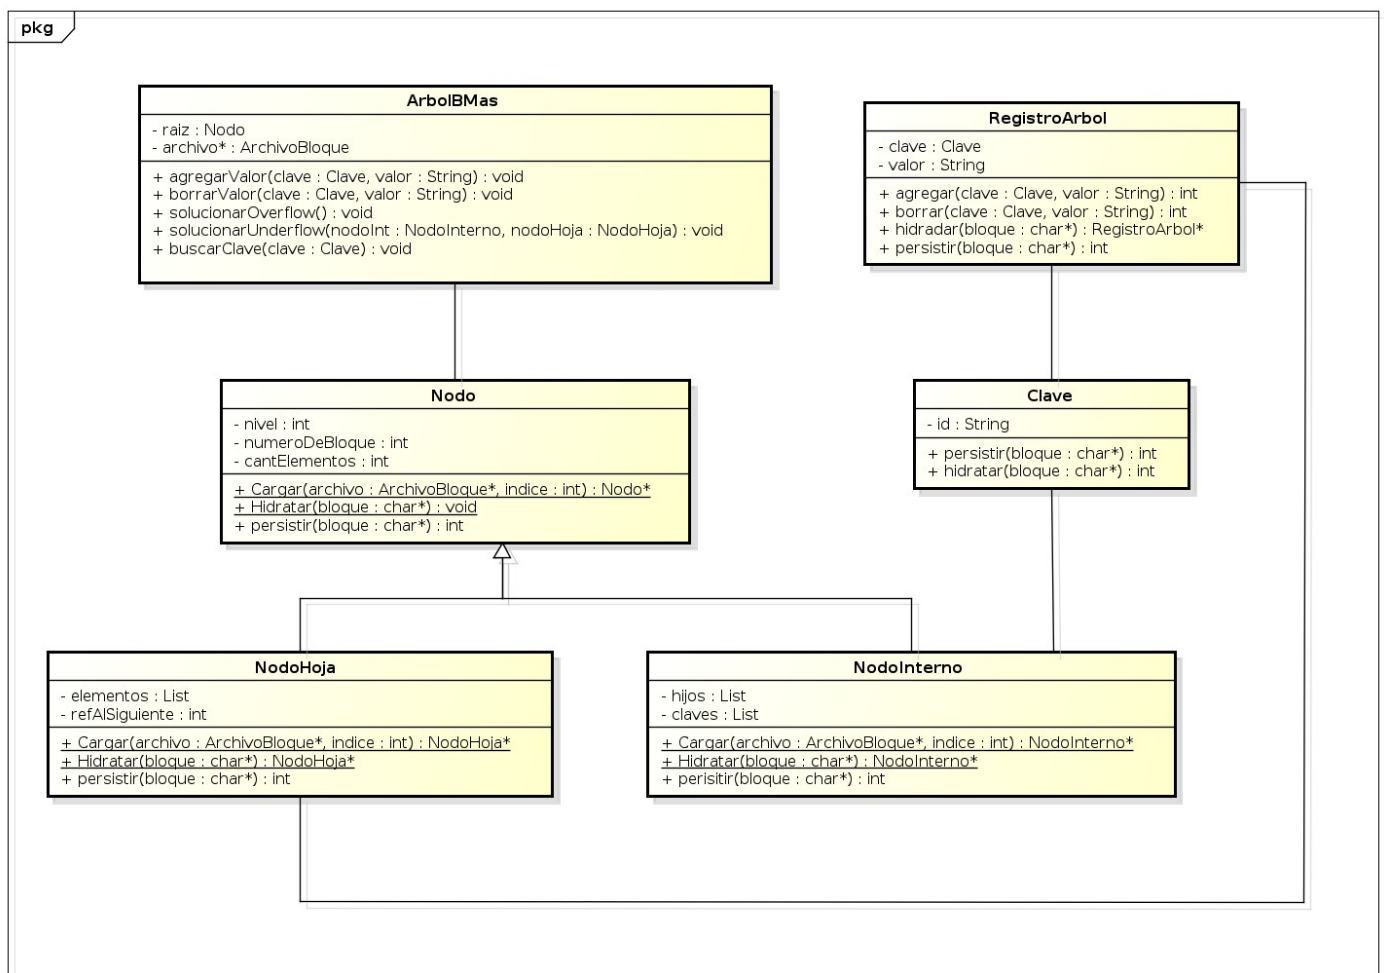 pkg
ArbolBMas
- raiz : Nodo
- archivo* : ArchivoBloque
+ agregarValor(clave : Clave, valor : String) : void
+ borrarValor(clave : Clave, valor : String) : void
+ solucionarOverflow() : void
+ solucionarUnderflow(nodoInt : NodoInterno, nodoHoja : NodoHoja) : void
+ buscarClave(clave : Clave) : void
RegistroArbol
- clave : Clave
- valor : String
+ agregar(clave : Clave, valor : String) : int
+ borrar(clave : Clave, valor : String) : int
+ hidradar(bloque : char*) : RegistroArbol*
+ persistir(bloque : char*) : int
Nodo
- nivel : int
- numeroDeBloque : int
- cantElementos : int
+ Cargar(archivo : ArchivoBloque*, indice : int) : Nodo*
+ Hidratar(bloque : char*) : void
+ persistir(bloque : char*) : int
Clave
- id : String
+ persistir(bloque : char*) : int
+ hidratar(bloque : char*) : int
NodoHoja
- elementos : List
- refAlSiguiente : int
+ Cargar(archivo : ArchivoBloque*, indice : int) : NodoHoja*
+ Hidratar(bloque : char*) : NodoHoja*
+ persistir(bloque : char*) : int
NodoInterno
- hijos : List
- claves : List
+ Cargar(archivo : ArchivoBloque*, indice : int) : NodoInterno*
+ Hidratar(bloque : char*) : NodoInterno*
+ perisitir(bloque : char*) : int